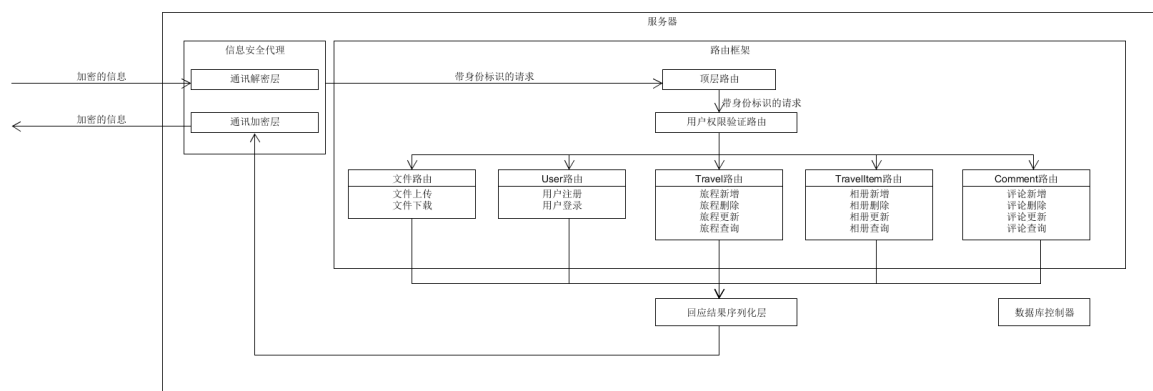 服务器
信息安全代理
路由框架
加密的信息
通讯解密层
带身份标识的请求
顶层路由
带身份标识的请求
加密的信息
通讯加密层
用户权限验证路由
文件路由
文件上传
文件下载
User路由
用户注册
用户登录
Travel路由
旅程新增
旅程删除
旅程更新
旅程查询
TravelItem路由
相册新增
相册删除
相册更新
相册查询
Comment路由
评论新增
评论删除
评论更新
评论查询
回应结果序列化层
数据库控制器